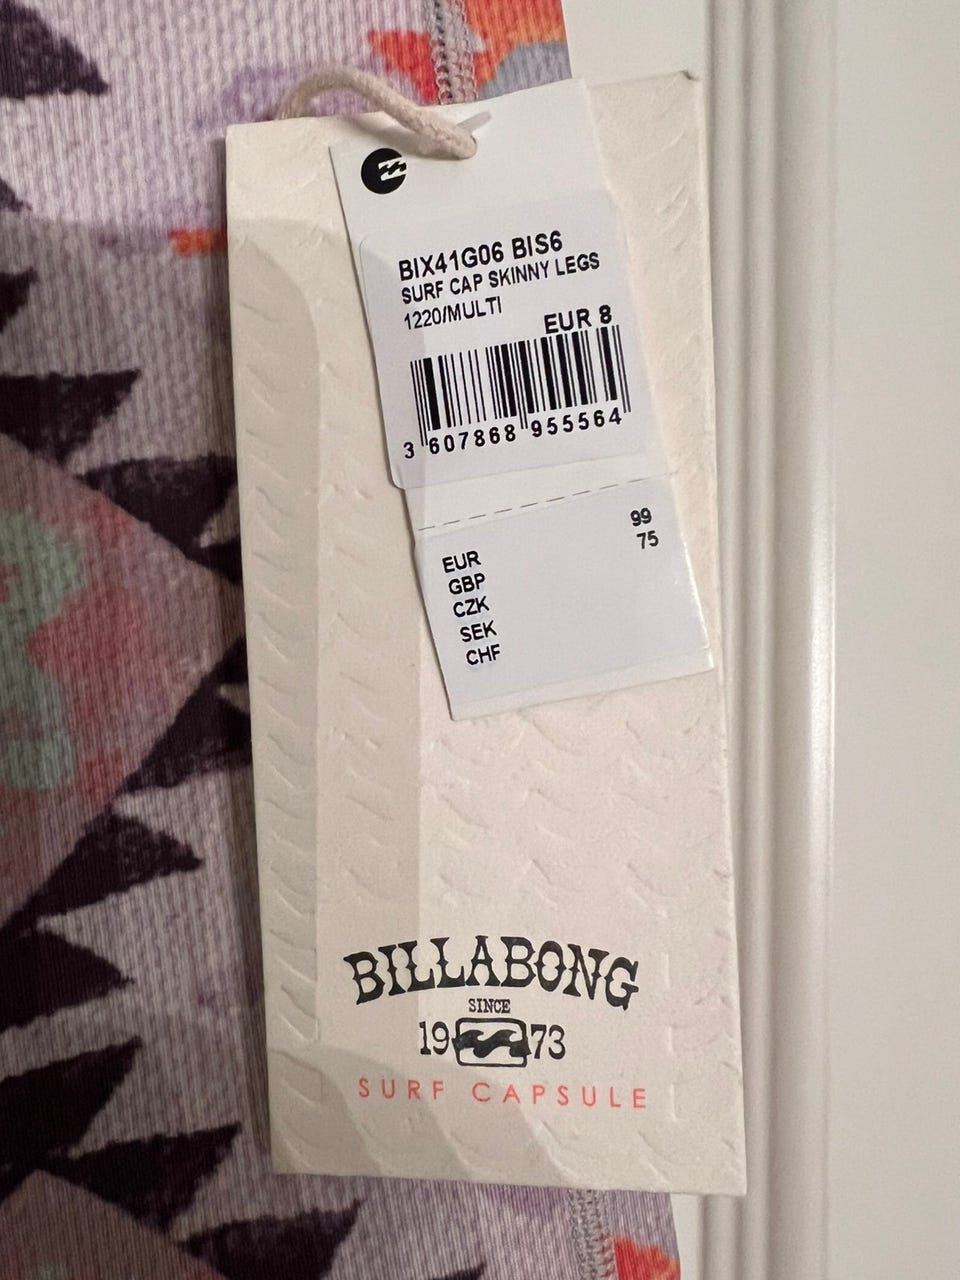 BIX41G06 BIS6
SURF CAP SKINNY LEGS
1220/MULTI
EUR 8
3 607868 955564
EUR 99
GBP 75
CZK
SEK
CHF
BILLABONG
SINCE
19 73
SURF CAPSULE